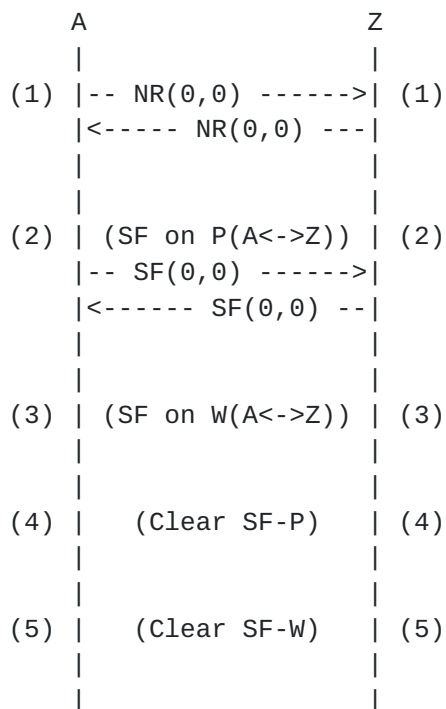 A Z
| |
(1) |-- NR(0,0) ------>| (1)
|<----- NR(0,0) ---|
| |
| |
(2) | (SF on P(A<->Z)) | (2)
|-- SF(0,0) ------>|
|<------ SF(0,0) --|
| |
| |
(3) | (SF on W(A<->Z)) | (3)
| |
| |
(4) | (Clear SF-P) | (4)
| |
| |
(5) | (Clear SF-W) | (5)
| |
| |